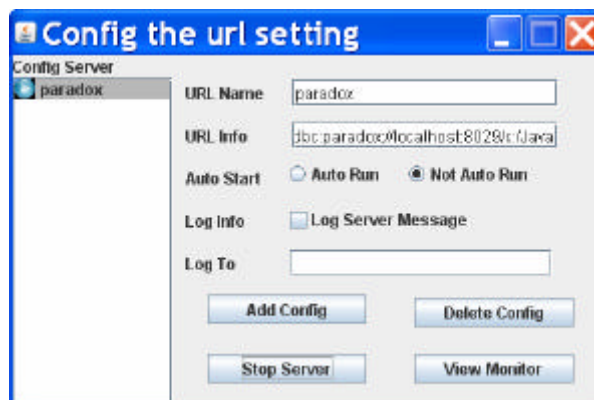 Config the url setting
Config Server
paradox
URL Name
paradox
URL Info
dbc:paradox://localhost:8029/c:/Java
Auto Start
Auto Run
Not Auto Run
Log Info
Log Server Message
Log To
Add Config
Delete Config
Stop Server
View Monitor